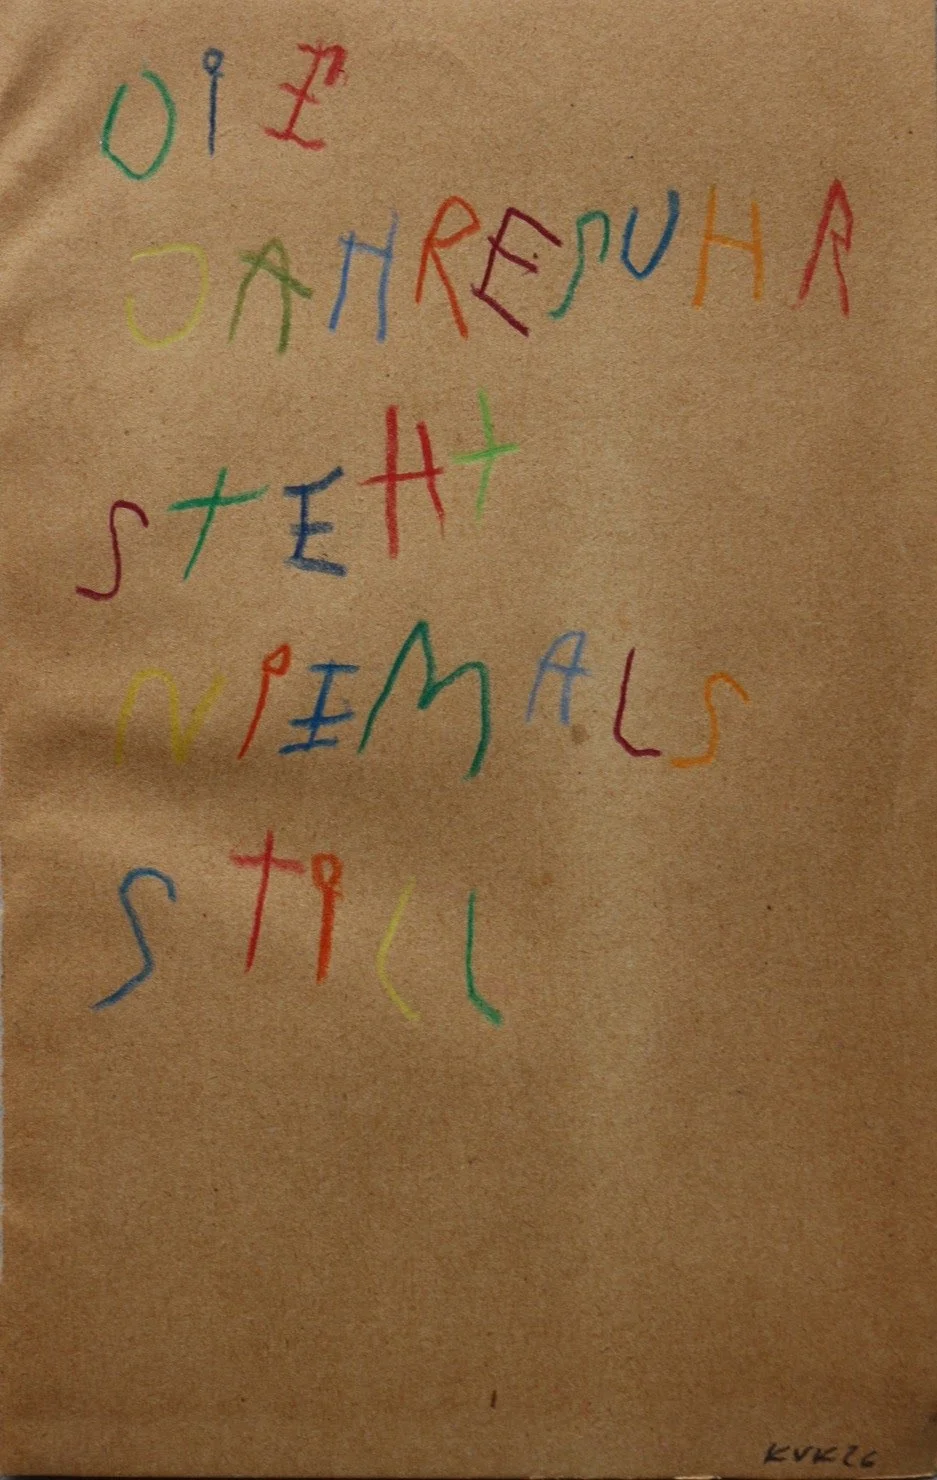 DIE
JAHRESUHR
STEHT
NIEMALS
STILL
KVK26